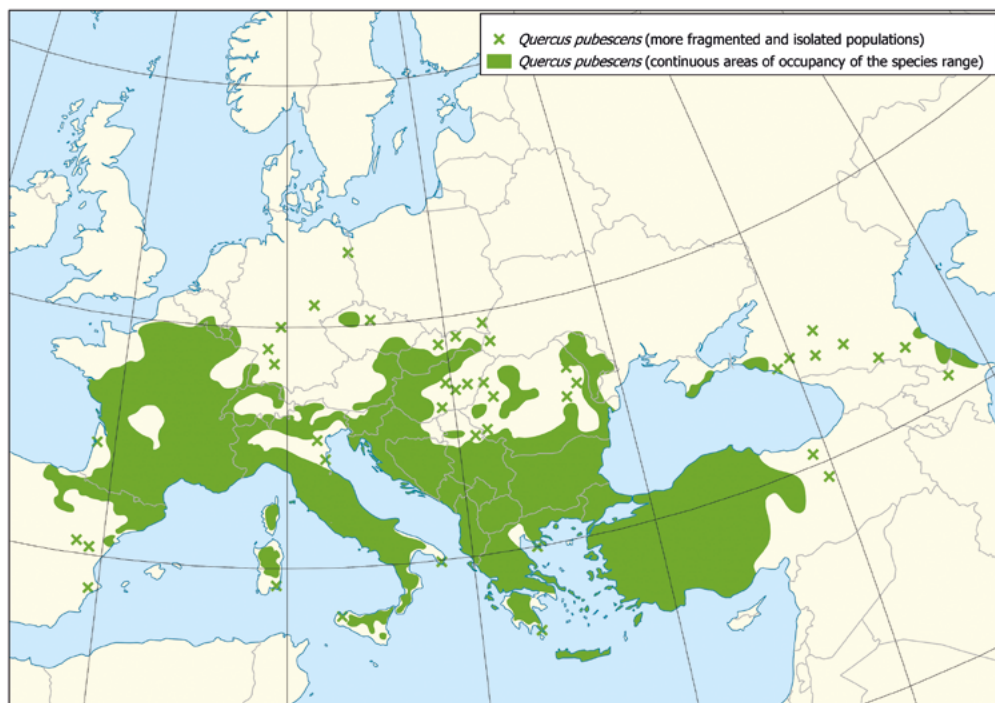 Quercus pubescens (more fragmented and isolated populations)
Quercus pubescens (continuous areas of occupancy of the species range)